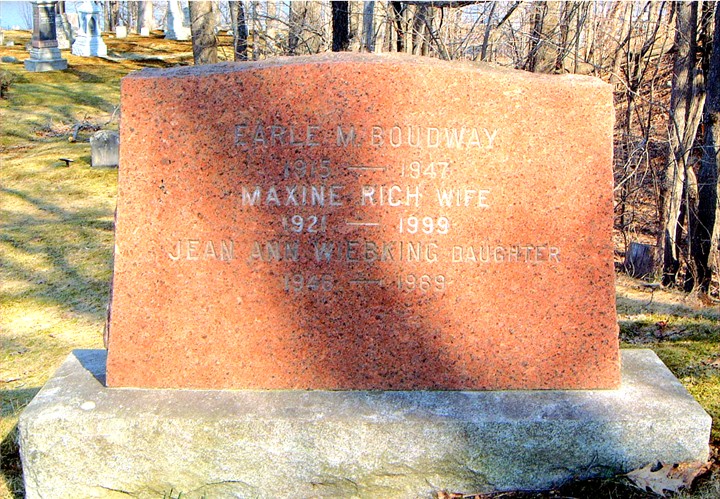 EARLE M. BOUDWAY
1915 — 1947
MAXINE RICH WIFE
1921 — 1999
JEAN ANN WIEBKING DAUGHTER
1946 — 1969